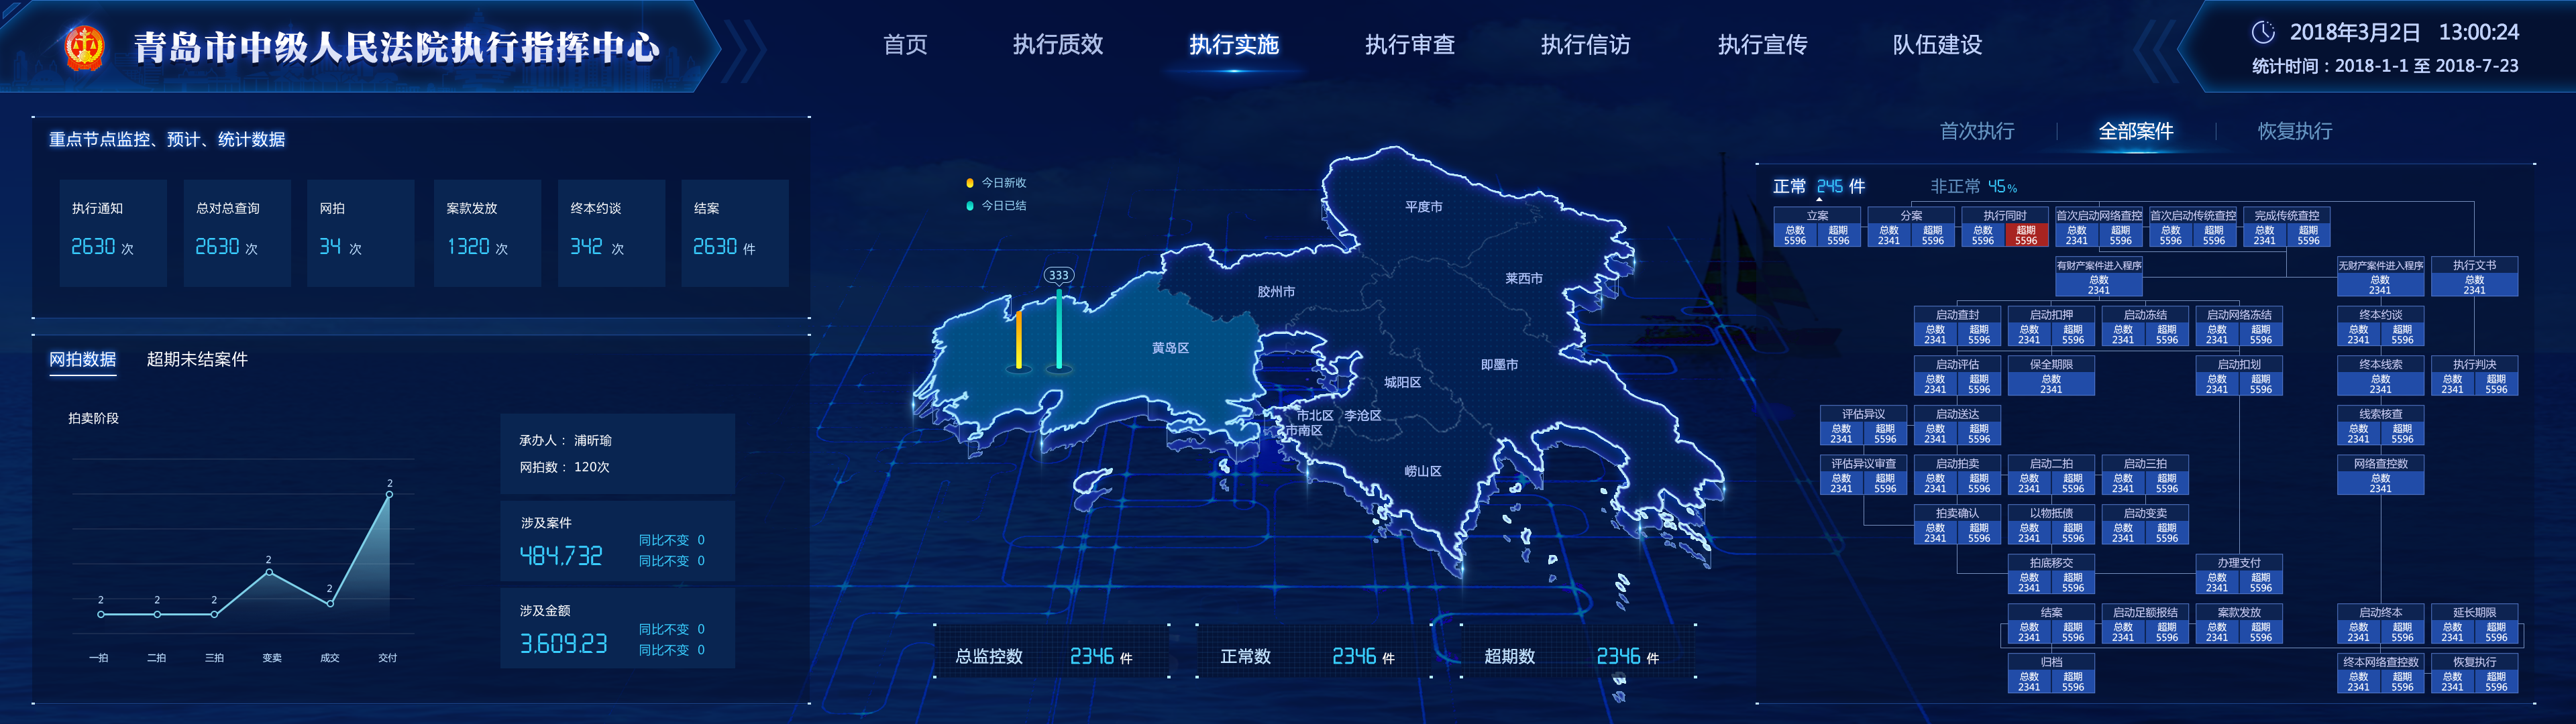 青岛市中级人民法院执行指挥中心
首页 执行质效 执行实施 执行审查 执行信访 执行宣传 队伍建设
2018年3月2日 13:00:24
统计时间：2018-1-1 至 2018-7-23
重点节点监控、预计、统计数据
执行通知 总对总查询 网拍 案款发放 终本约谈 结案
2630 次 2630 次 34 次 1320 次 342 次 2630 件
网拍数据 超期未结案件
拍卖阶段
2 2 2 2 2 2
一拍 二拍 三拍 变卖 成交 交付
承办人： 浦昕瑜
网拍数： 120次
涉及案件
484,732
同比不变 0
同比不变 0
涉及金额
3,609.23
同比不变 0
同比不变 0
今日新收
今日已结
333
平度市
莱西市
胶州市
黄岛区
即墨市
城阳区
市北区 李沧区
市南区
崂山区
总监控数 2346 件
正常数 2346 件
超期数 2346 件
首次执行 全部案件 恢复执行
正常 245 件 非正常 45%
立案 分案 执行同时 首次启动网络查控 首次启动传统查控 完成传统查控
总数 超期 总数 超期 总数 超期 总数 超期 总数 超期 总数 超期
5596 5596 2341 5596 5596 5596 2341 5596 5596 5596 2341 5596
有财产案件进入程序 无财产案件进入程序 执行文书
总数 总数 总数
2341 2341 2341
启动查封 启动扣押 启动冻结 启动网络冻结 终本约谈
总数 超期 总数 超期 总数 超期 总数 超期 总数
2341 5596 2341 5596 2341 5596 2341 5596 2341
启动评估 保全期限 启动扣划 终本线索 执行判决
总数 超期 总数 总数 超期 总数 总数 超期
2341 5596 2341 2341 5596 2341 2341 5596
评估异议 启动送达 线索核查
总数 超期 总数 超期 总数 超期
2341 5596 2341 5596 2341 5596
评估异议审查 启动拍卖 启动二拍 启动三拍 网络查控数
总数 超期 总数 超期 总数 超期 总数 超期 总数
2341 5596 2341 5596 2341 5596 2341 5596 2341
拍卖确认 以物抵债 启动变卖
总数 超期 总数 超期 总数 超期
2341 5596 2341 5596 2341 5596
拍底移交 办理支付
总数 超期 总数 超期
2341 5596 2341 5596
结案 启动足额报结 案款发放 启动终本 延长期限
总数 超期 总数 超期 总数 超期 总数 超期 总数 超期
2341 5596 2341 5596 2341 5596 2341 5596 2341 5596
归档 终本网络查控数 恢复执行
总数 超期 总数 超期 总数 超期
2341 5596 2341 5596 2341 5596